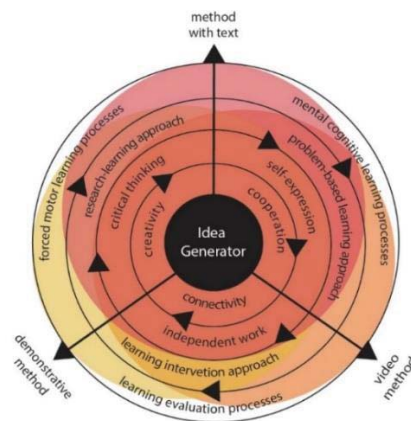 method
with text
mental cognitive learning processes
forced motor learning processes
research-learning approach
problem-based learning approach
critical thinking
self-expression
creativity
cooperation
Idea
Generator
connectivity
independent work
learning intervetion approach
learning evaluation processes
demonstrative
method
video
method